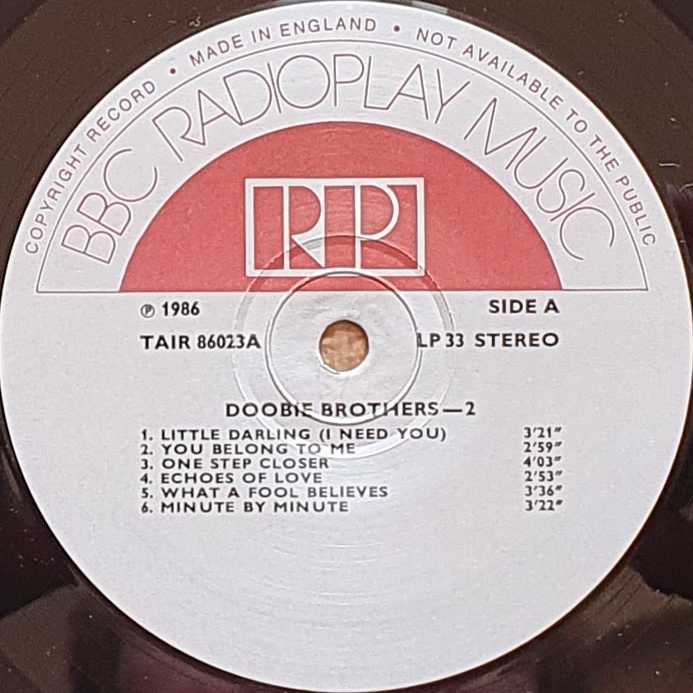 COPYRIGHT RECORD • MADE IN ENGLAND • NOT AVAILABLE TO THE PUBLIC
BBC RADIOPLAY MUSIC
RP
℗ 1986
SIDE A
TAIR 86023A
LP 33 STEREO
DOOBIE BROTHERS—2
1. LITTLE DARLING (I NEED YOU) 3'21"
2. YOU BELONG TO ME 2'59"
3. ONE STEP CLOSER 4'03"
4. ECHOES OF LOVE 2'53"
5. WHAT A FOOL BELIEVES 3'36"
6. MINUTE BY MINUTE 3'22"